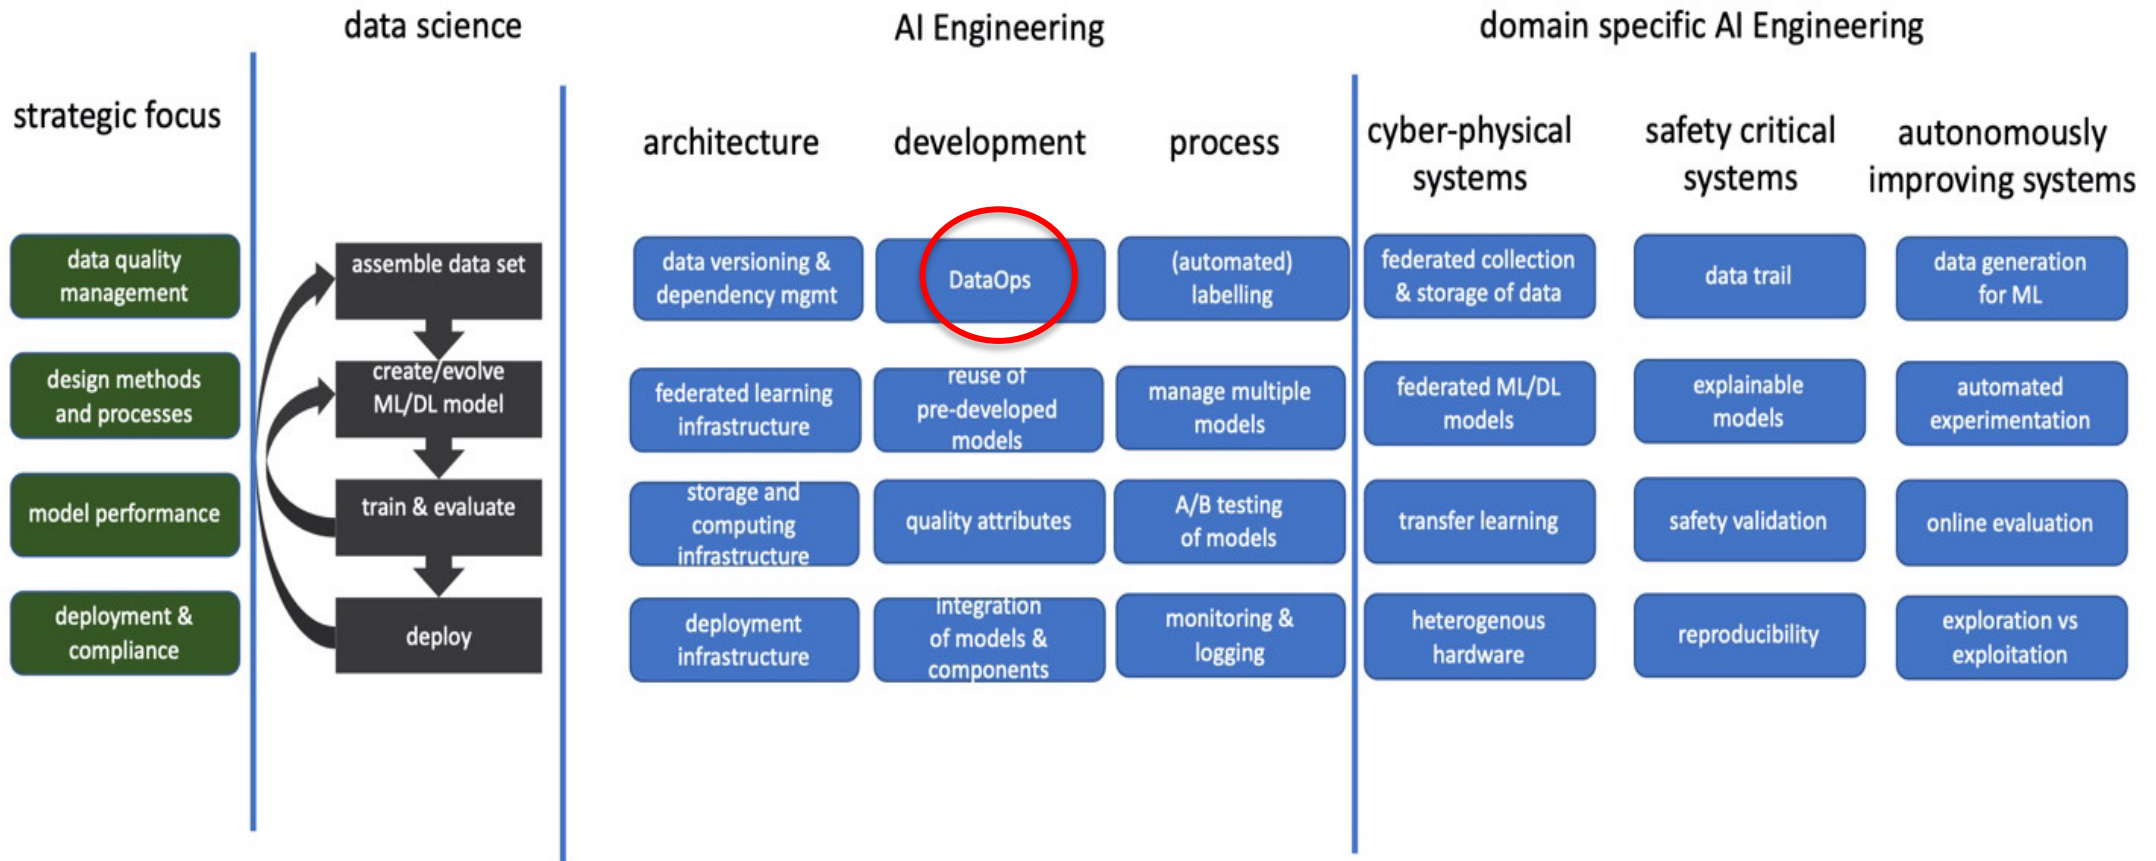 data science
AI Engineering
domain specific AI Engineering
strategic focus
architecture
development
process
cyber-physical
systems
safety critical
systems
autonomously
improving systems
data quality
management
assemble data set
data versioning &
dependency mgmt
DataOps
(automated)
labelling
federated collection
& storage of data
data trail
data generation
for ML
design methods
and processes
create/evolve
ML/DL model
federated learning
infrastructure
reuse of
pre-developed
models
manage multiple
models
federated ML/DL
models
explainable
models
automated
experimentation
model performance
train & evaluate
storage and
computing
infrastructure
quality attributes
A/B testing
of models
transfer learning
safety validation
online evaluation
deployment &
compliance
deploy
deployment
infrastructure
integration
of models &
components
monitoring &
logging
heterogenous
hardware
reproducibility
exploration vs
exploitation